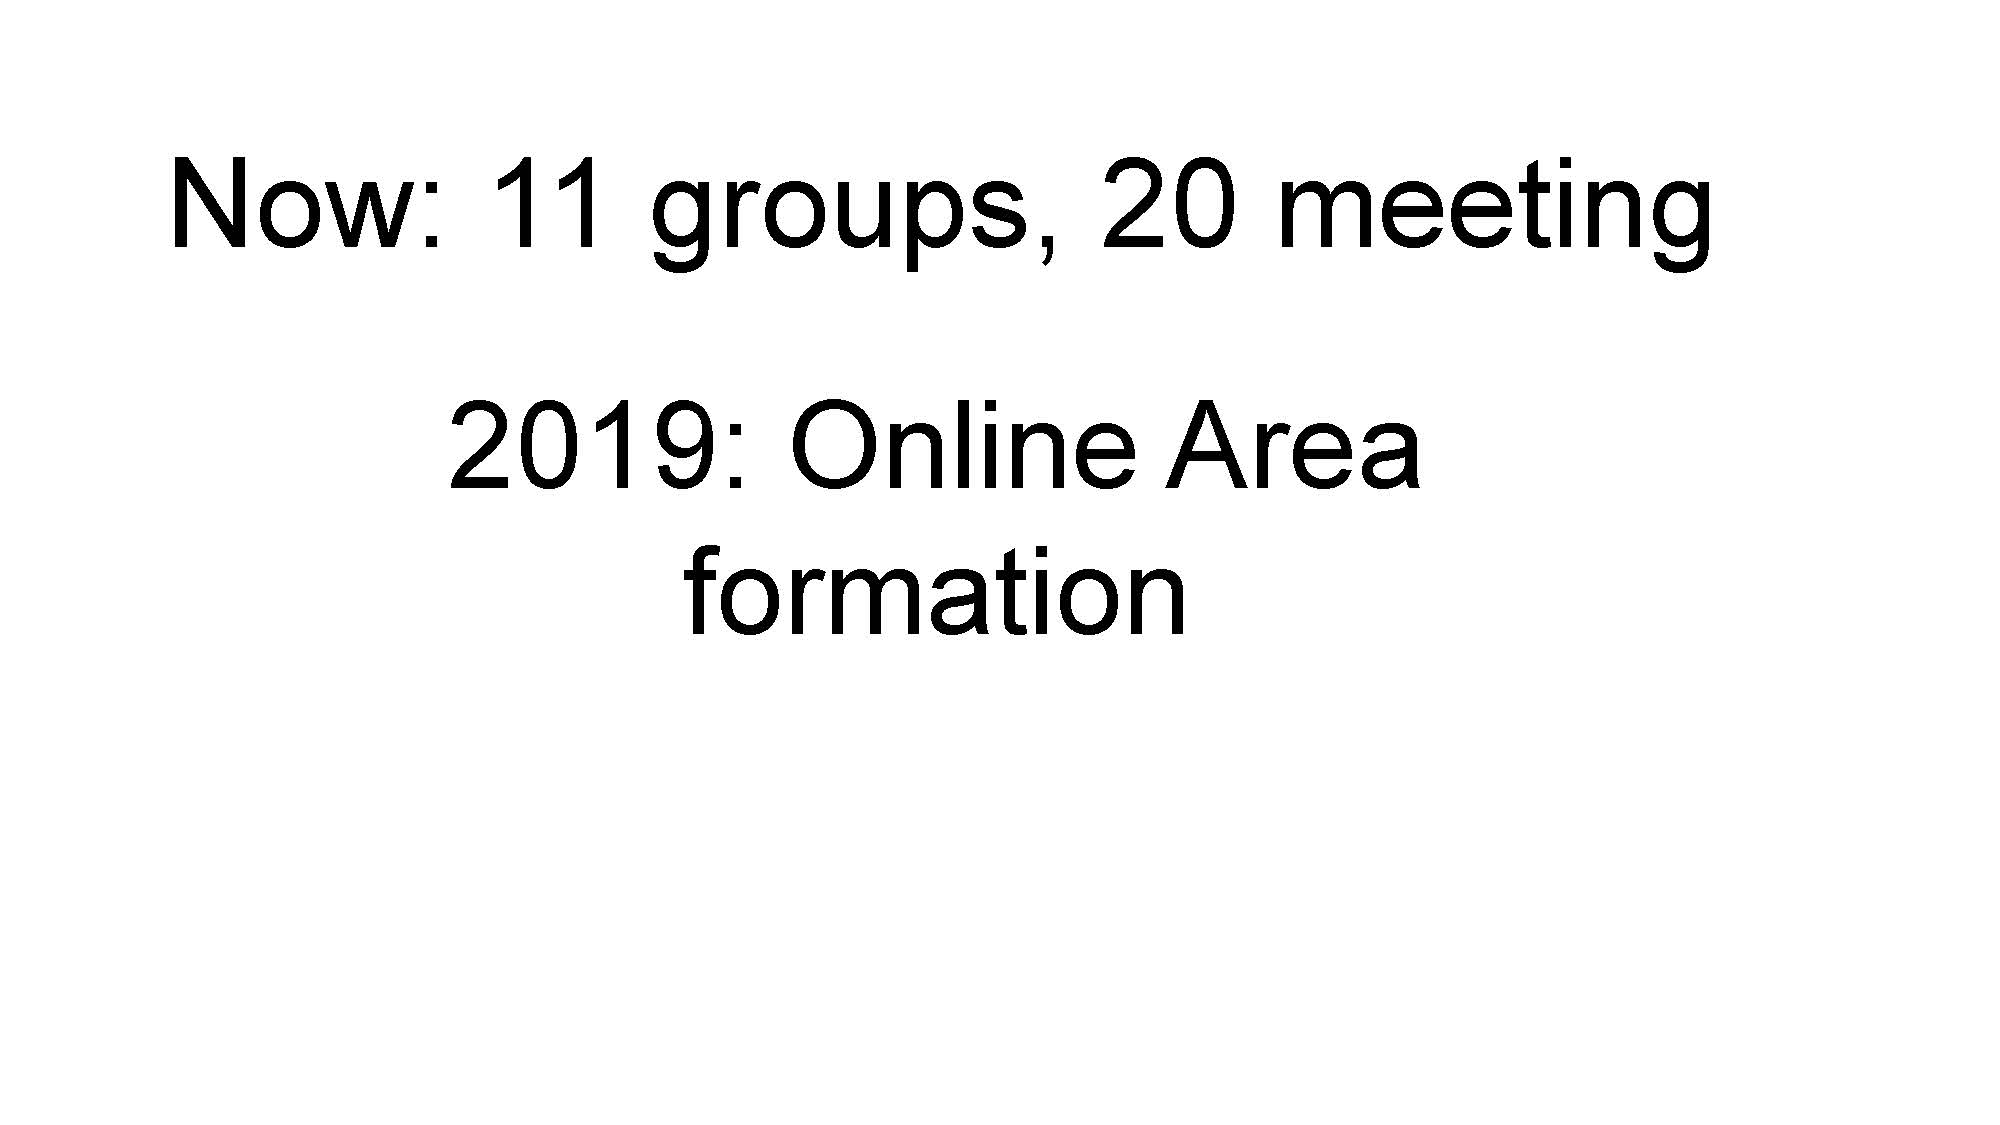 Now: 11 groups, 20 meeting
2019: Online Area
formation